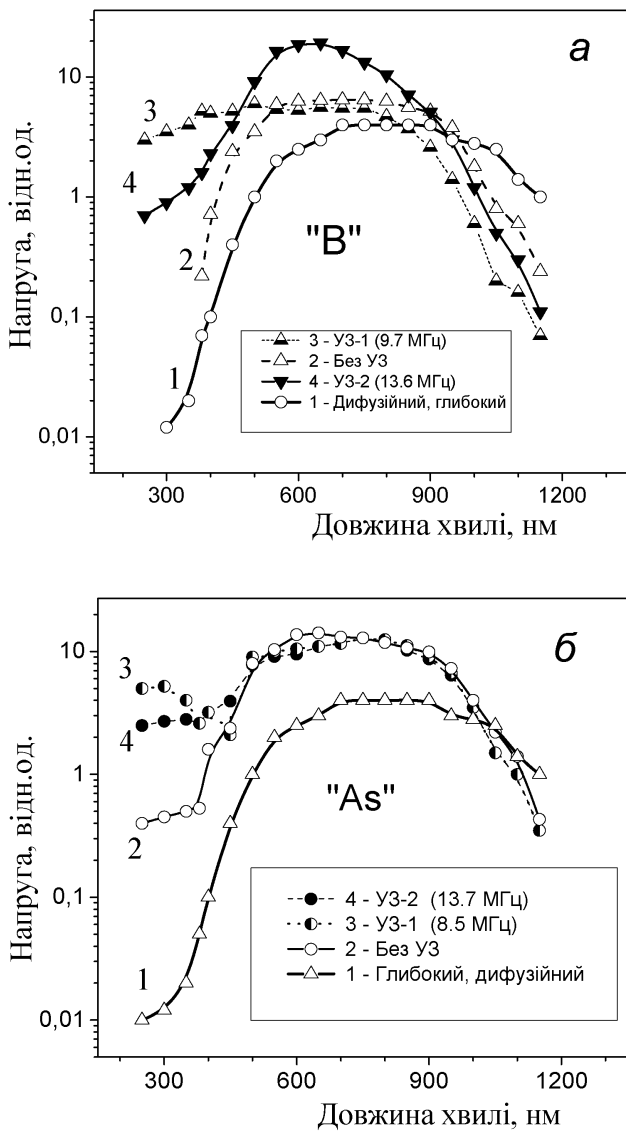 а
10
1
0,1
0,01
Напруга, відн.од.
3
4
2
1
"B"
3 - УЗ-1 (9.7 МГц)
2 - Без УЗ
4 - УЗ-2 (13.6 МГц)
1 - Дифузійний, глибокий
300 600 900 1200
Довжина хвилі, нм
б
10
1
0,1
0,01
Напруга, відн.од.
3
4
2
1
"As"
4 - УЗ-2 (13.7 МГц)
3 - УЗ-1 (8.5 МГц)
2 - Без УЗ
1 - Глибокий, дифузійний
300 600 900 1200
Довжина хвилі, нм